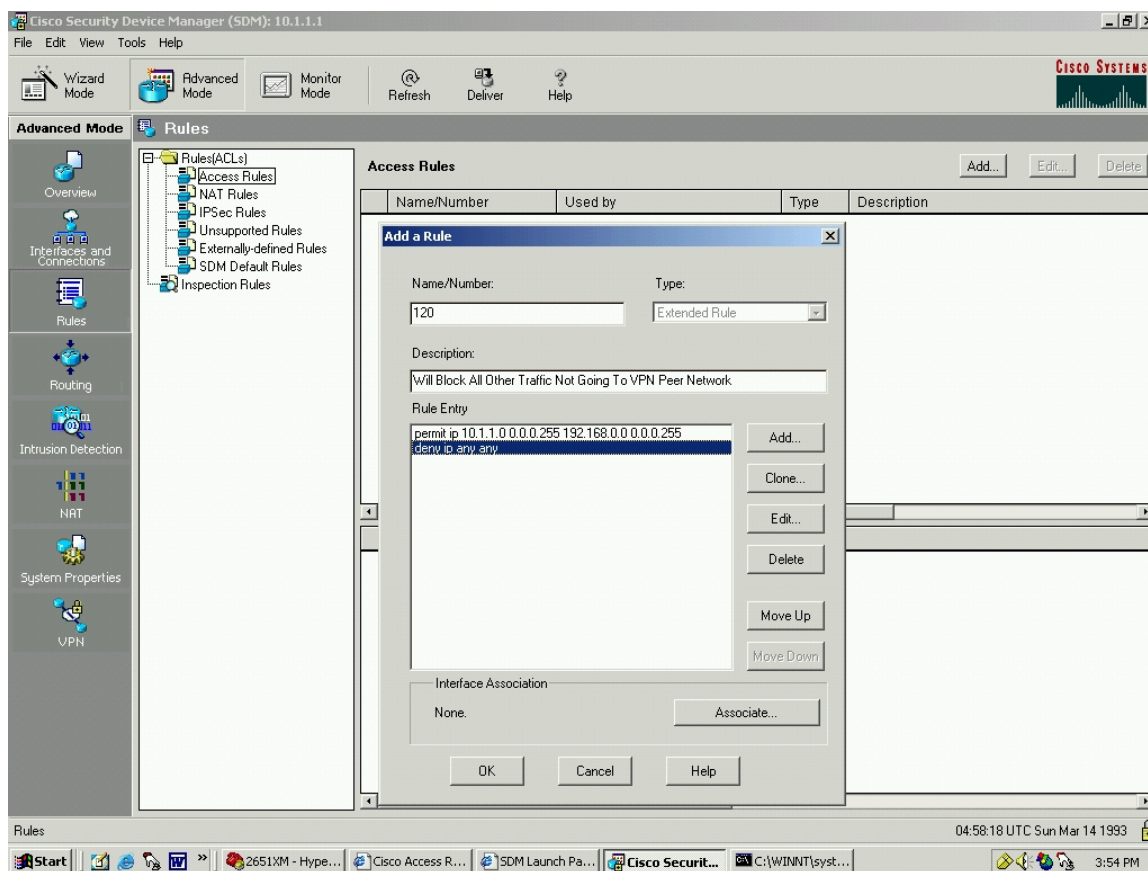 Cisco Security Device Manager (SDM): 10.1.1.1
File Edit View Tools Help
Wizard Mode
Advanced Mode
Monitor Mode
Refresh
Deliver
Help
CISCO SYSTEMS
Advanced Mode
Rules
Overview
Interfaces and Connections
Rules
Routing
Intrusion Detection
NAT
System Properties
VPN
Rules(ACLs)
Access Rules
NAT Rules
IPSec Rules
Unsupported Rules
Externally-defined Rules
SDM Default Rules
Inspection Rules
Access Rules
Add... Edit... Delete
Name/Number Used by Type Description
Add a Rule
Name/Number: Type:
120 Extended Rule
Description:
Will Block All Other Traffic Not Going To VPN Peer Network
Rule Entry
permit ip 10.1.1.0 0.0.0.255 192.168.0.0 0.0.0.255
deny ip any any
Add...
Clone...
Edit...
Delete
Move Up
Move Down
Interface Association
None. Associate...
OK Cancel Help
Rules 04:58:18 UTC Sun Mar 14 1993
Start » 2651XM - Hype... Cisco Access R... SDM Launch Pa... Cisco Securit... C:\WINNT\syst... 3:54 PM